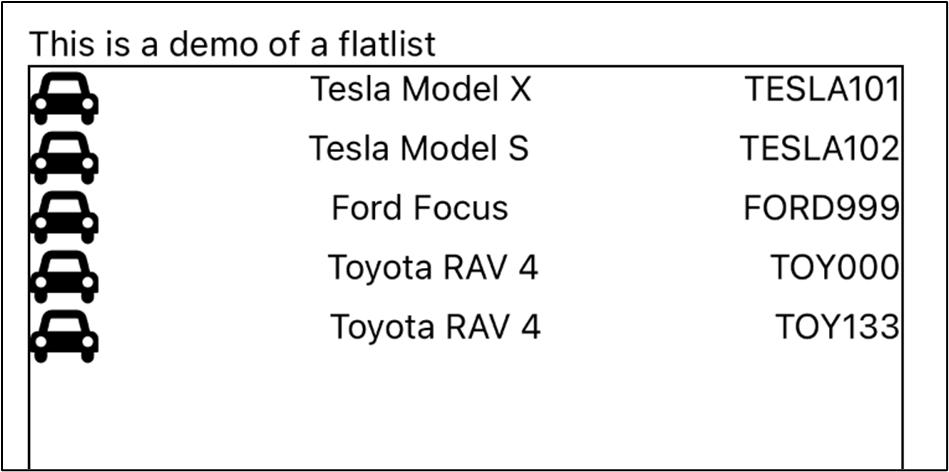 This is a demo of a flatlist
Tesla Model X TESLA101
Tesla Model S TESLA102
Ford Focus FORD999
Toyota RAV 4 TOY000
Toyota RAV 4 TOY133